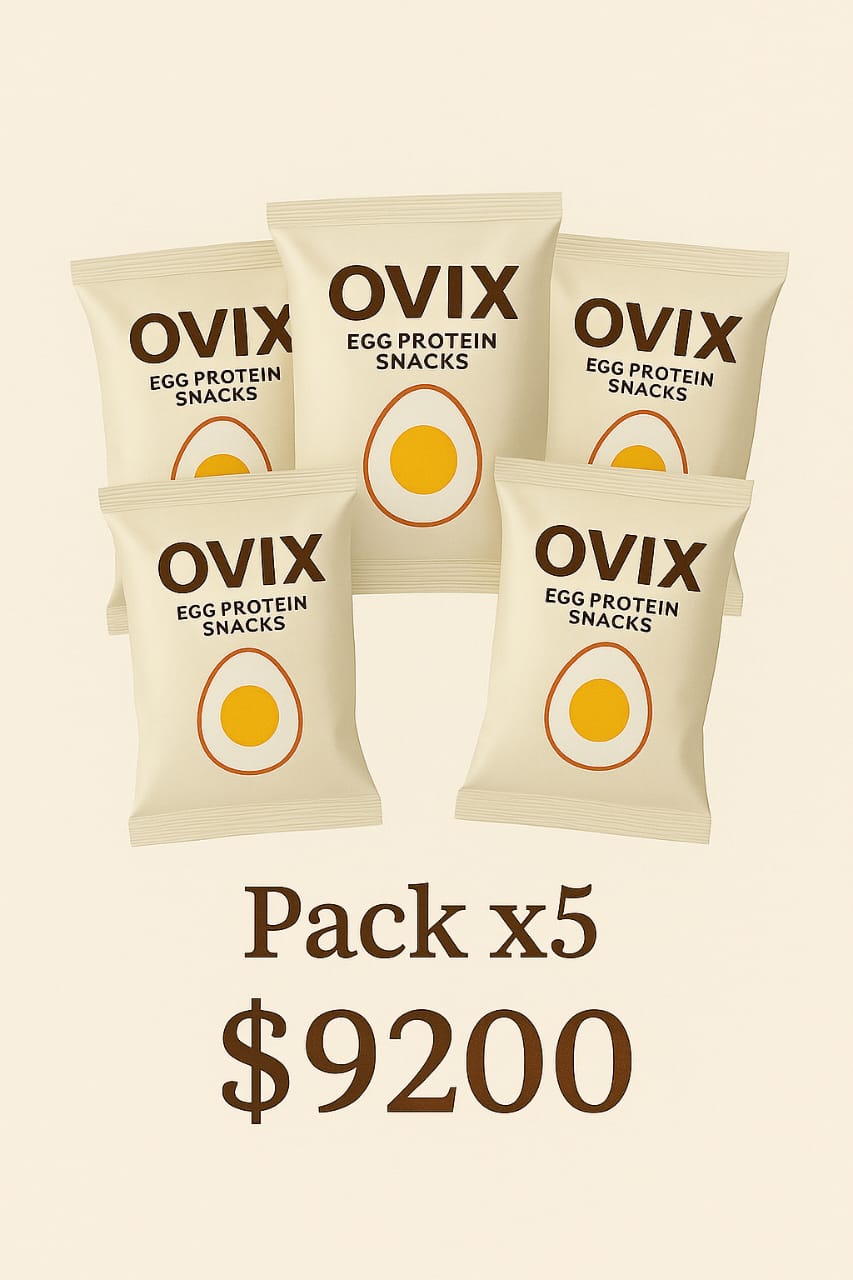 OVIX
EGG PROTEIN
SNACKS
OVIX
EGG PROTEIN
SNACKS
OVIX
EGG PROTEIN
SNACKS
OVIX
EGG PROTEIN
SNACKS
OVIX
EGG PROTEIN
SNACKS
Pack x5
$9200